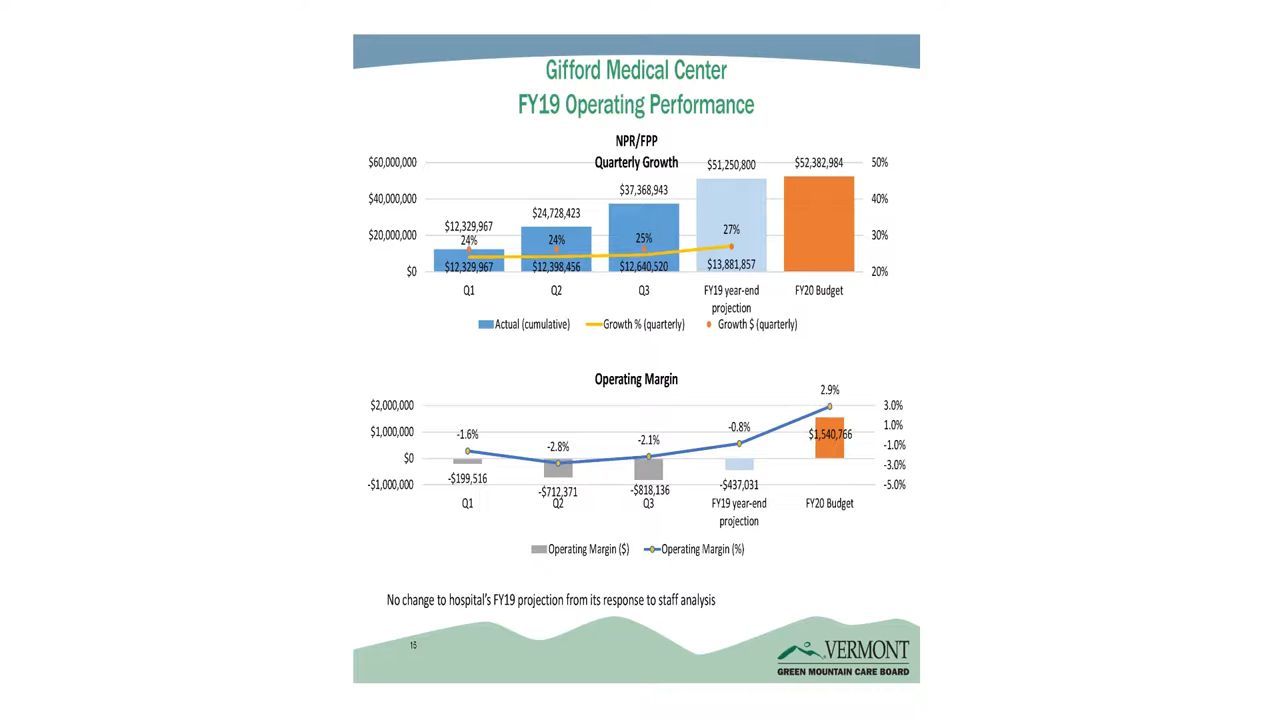 Gifford Medical Center
FY19 Operating Performance
NPR/FPP
Quarterly Growth
$60,000,000
$40,000,000
$20,000,000
$0
50%
40%
30%
20%
$12,329,967
$24,728,423
$37,368,943
$51,250,800
$52,382,984
24%
24%
25%
27%
$12,329,967
$12,398,456
$12,640,520
$13,881,857
Q1
Q2
Q3
FY19 year-end
projection
FY20 Budget
Actual (cumulative)
Growth % (quarterly)
Growth $ (quarterly)
Operating Margin
$2,000,000
$1,000,000
$0
-$1,000,000
3.0%
1.0%
-1.0%
-3.0%
-5.0%
-1.6%
-2.8%
-2.1%
-0.8%
2.9%
-$199,516
-$712,371
-$818,136
-$437,031
$1,540,766
Q1
Q2
Q3
FY19 year-end
projection
FY20 Budget
Operating Margin ($)
Operating Margin (%)
No change to hospital's FY19 projection from its response to staff analysis
15
VERMONT
GREEN MOUNTAIN CARE BOARD